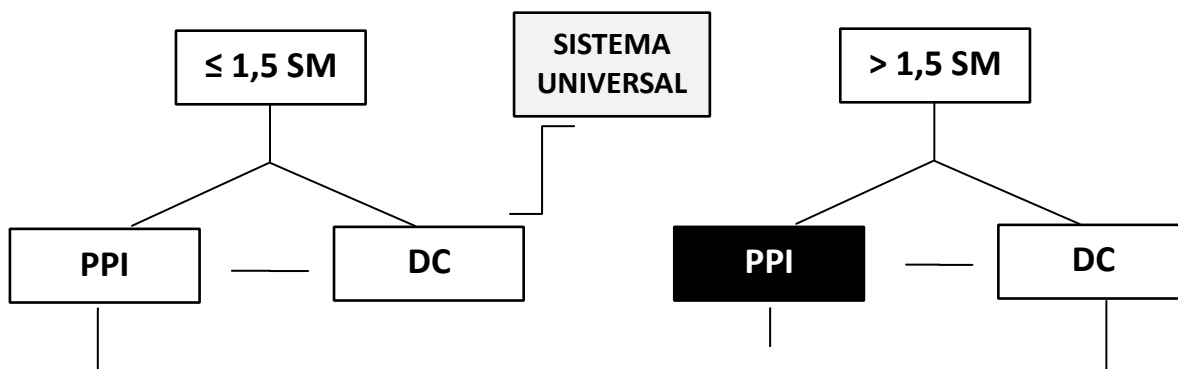 ≤ 1,5 SM
SISTEMA
UNIVERSAL
> 1,5 SM
PPI
DC
PPI
DC